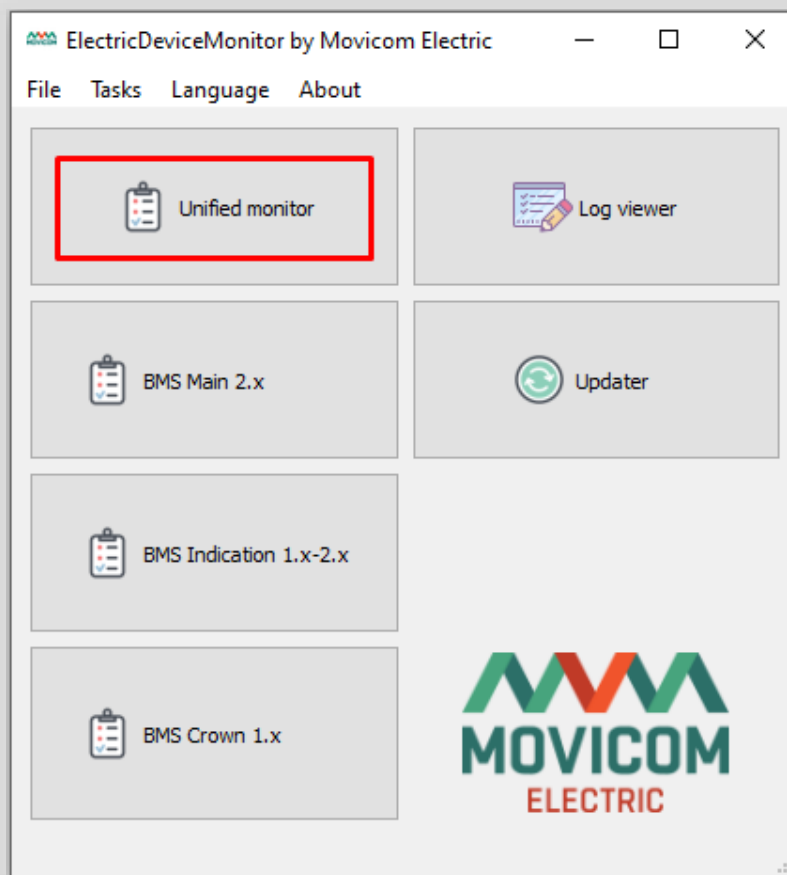 MOVICOM ElectricDeviceMonitor by Movicom Electric
File Tasks Language About
Unified monitor
Log viewer
BMS Main 2.x
Updater
BMS Indication 1.x-2.x
BMS Crown 1.x
MOVICOM
ELECTRIC